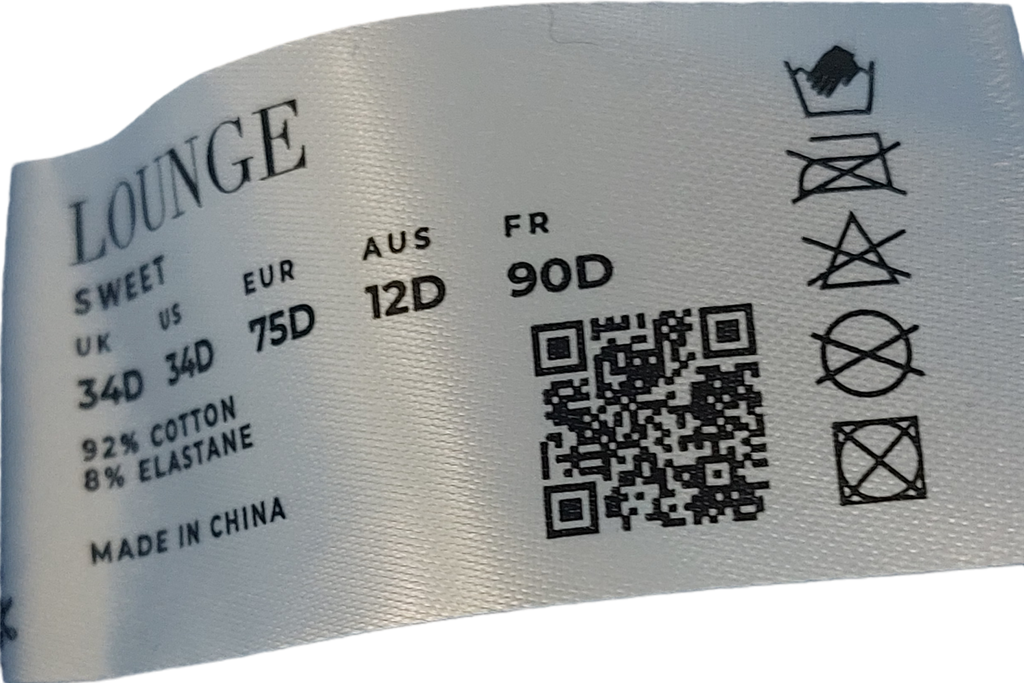 LOUNGE
SWEET
UK US EUR AUS FR
34D 34D 75D 12D 90D
92% COTTON
8% ELASTANE
MADE IN CHINA